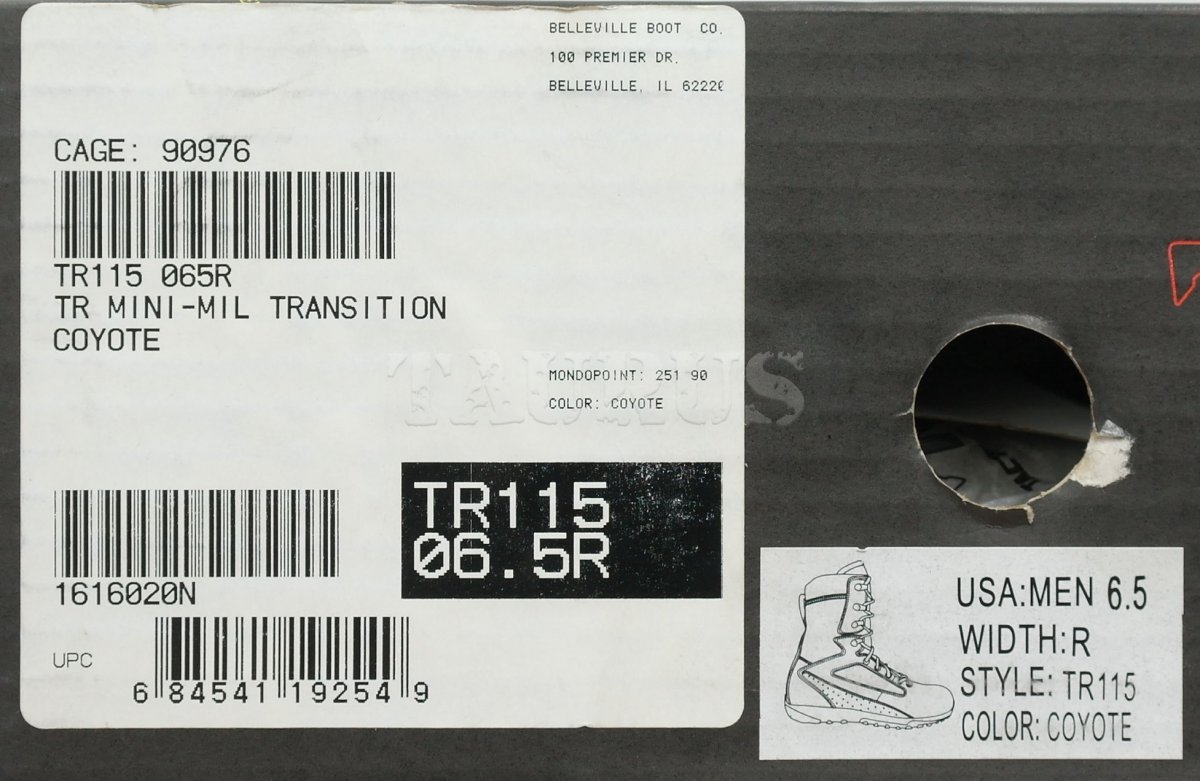 BELLEVILLE BOOT CO.
100 PREMIER DR.
BELLEVILLE, IL 62220
CAGE: 90976
TR115 065R
TR MINI-MIL TRANSITION
COYOTE
TAURUS
MONDOPOINT: 251 90
COLOR: COYOTE
TR115
06.5R
1616020N
UPC
6 84541 19254 9
USA:MEN 6.5
WIDTH:R
STYLE: TR115
COLOR: COYOTE